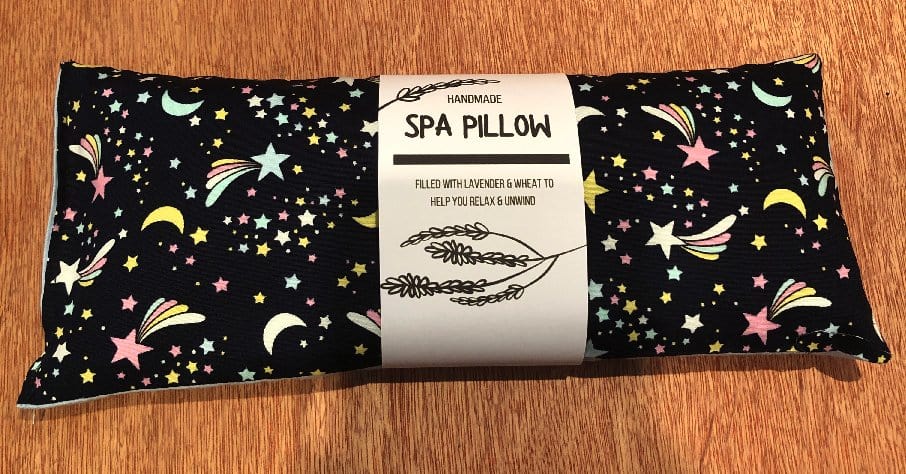 HANDMADE
SPA PILLOW
FILLED WITH LAVENDER & WHEAT TO
HELP YOU RELAX & UNWIND